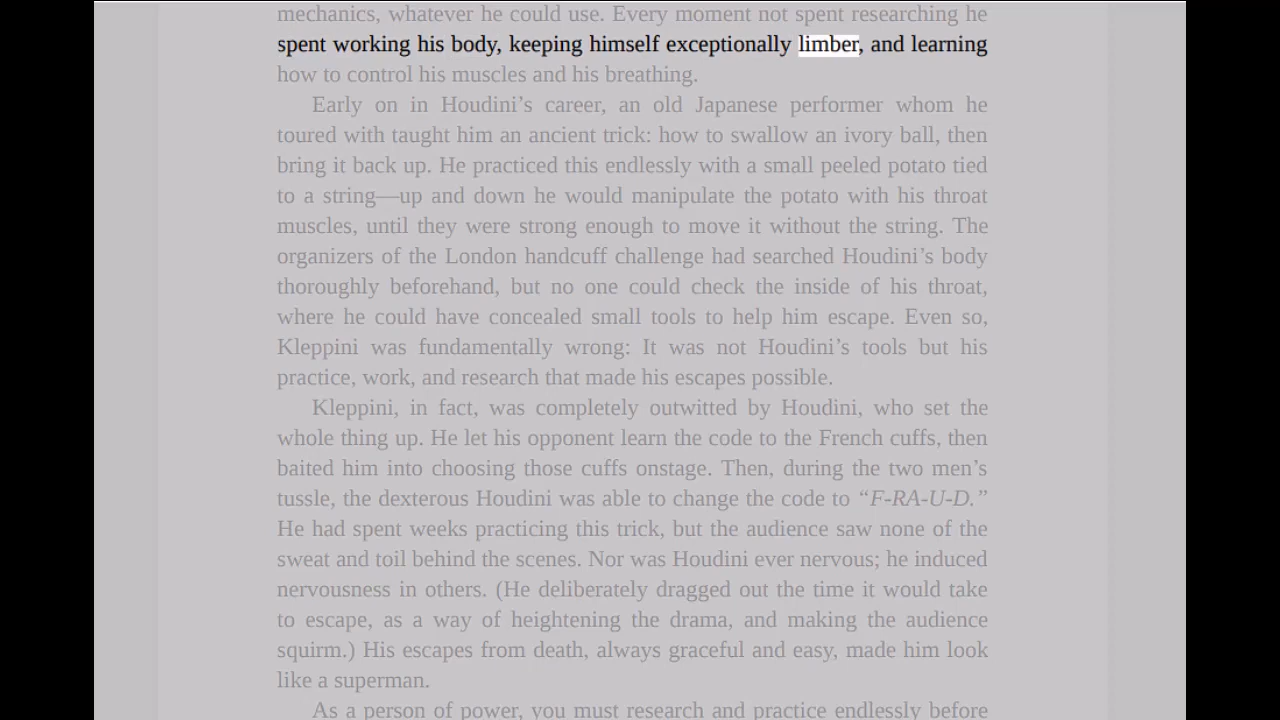 mechanics, whatever he could use. Every moment not spent researching he
spent working his body, keeping himself exceptionally limber, and learning
how to control his muscles and his breathing.
Early on in Houdini’s career, an old Japanese performer whom he
toured with taught him an ancient trick: how to swallow an ivory ball, then
bring it back up. He practiced this endlessly with a small peeled potato tied
to a string—up and down he would manipulate the potato with his throat
muscles, until they were strong enough to move it without the string. The
organizers of the London handcuff challenge had searched Houdini’s body
thoroughly beforehand, but no one could check the inside of his throat,
where he could have concealed small tools to help him escape. Even so,
Kleppini was fundamentally wrong: It was not Houdini’s tools but his
practice, work, and research that made his escapes possible.
Kleppini, in fact, was completely outwitted by Houdini, who set the
whole thing up. He let his opponent learn the code to the French cuffs, then
baited him into choosing those cuffs onstage. Then, during the two men’s
tussle, the dexterous Houdini was able to change the code to “F-RA-U-D.”
He had spent weeks practicing this trick, but the audience saw none of the
sweat and toil behind the scenes. Nor was Houdini ever nervous; he induced
nervousness in others. (He deliberately dragged out the time it would take
to escape, as a way of heightening the drama, and making the audience
squirm.) His escapes from death, always graceful and easy, made him look
like a superman.
As a person of power, you must research and practice endlessly before